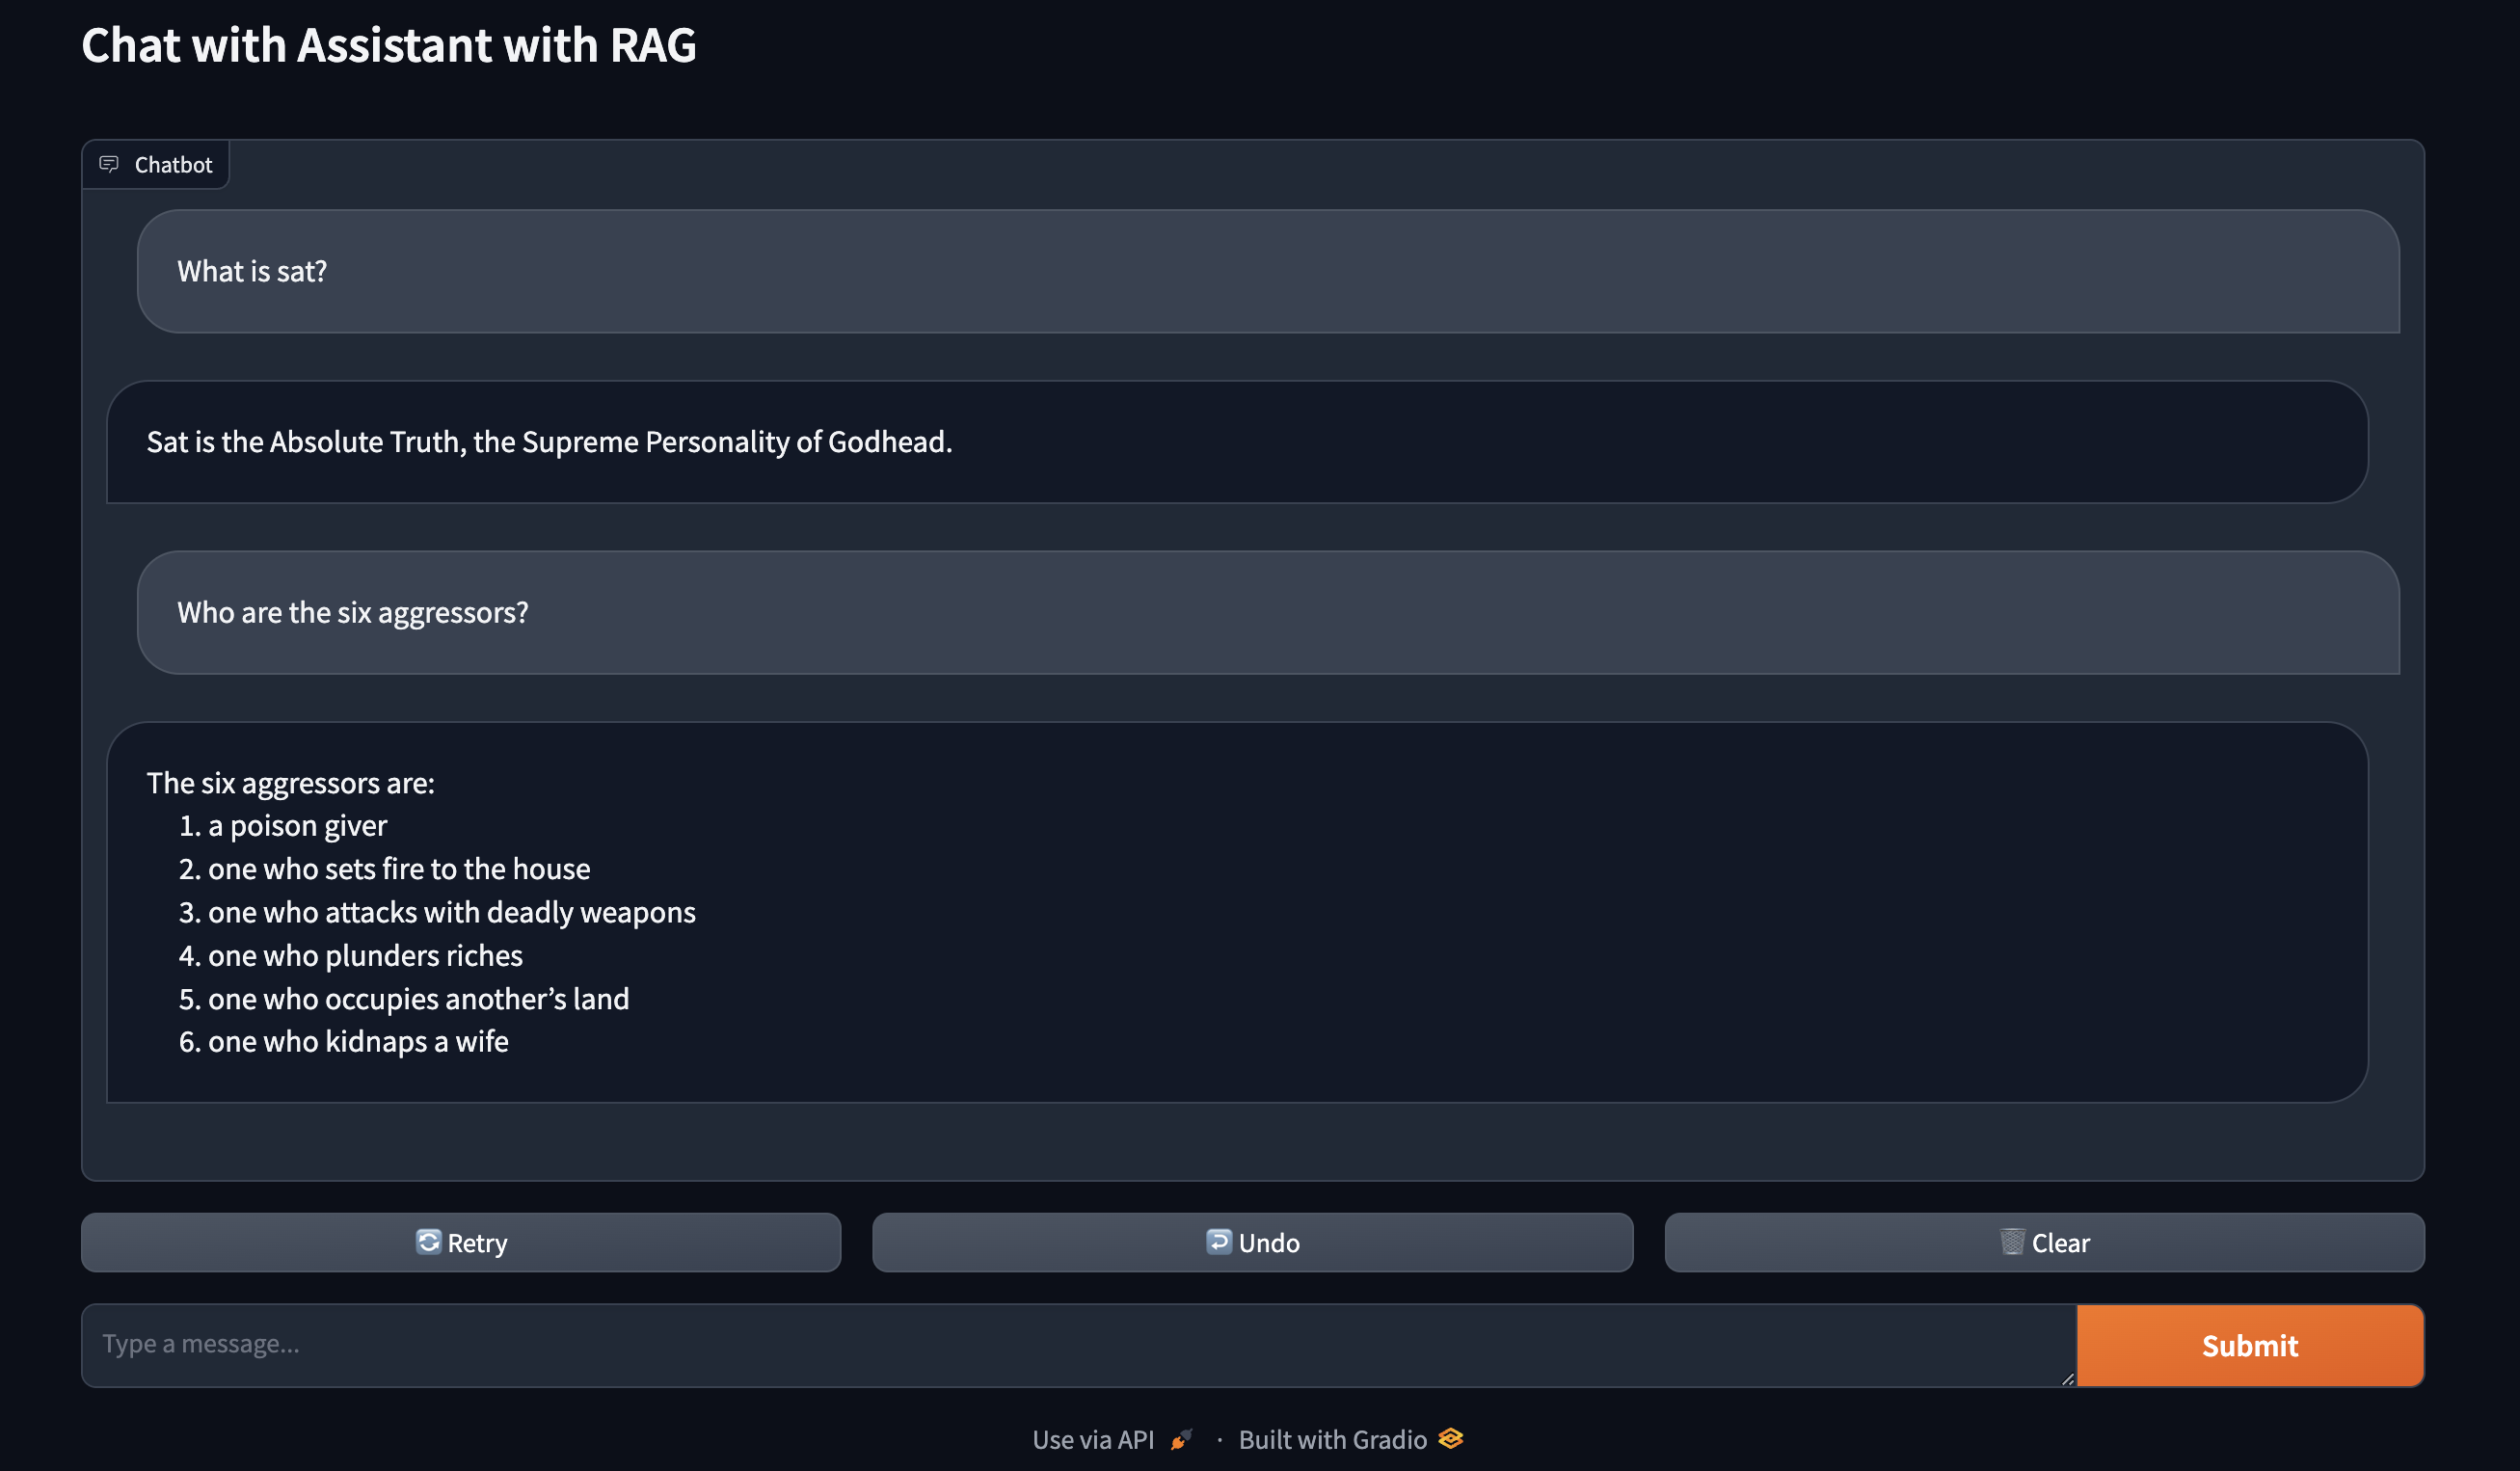 Chat with Assistant with RAG
Chatbot
What is sat?
Sat is the Absolute Truth, the Supreme Personality of Godhead.
Who are the six aggressors?
The six aggressors are:
1. a poison giver
2. one who sets fire to the house
3. one who attacks with deadly weapons
4. one who plunders riches
5. one who occupies another’s land
6. one who kidnaps a wife
Retry
Undo
Clear
Type a message...
Submit
Use via API · Built with Gradio